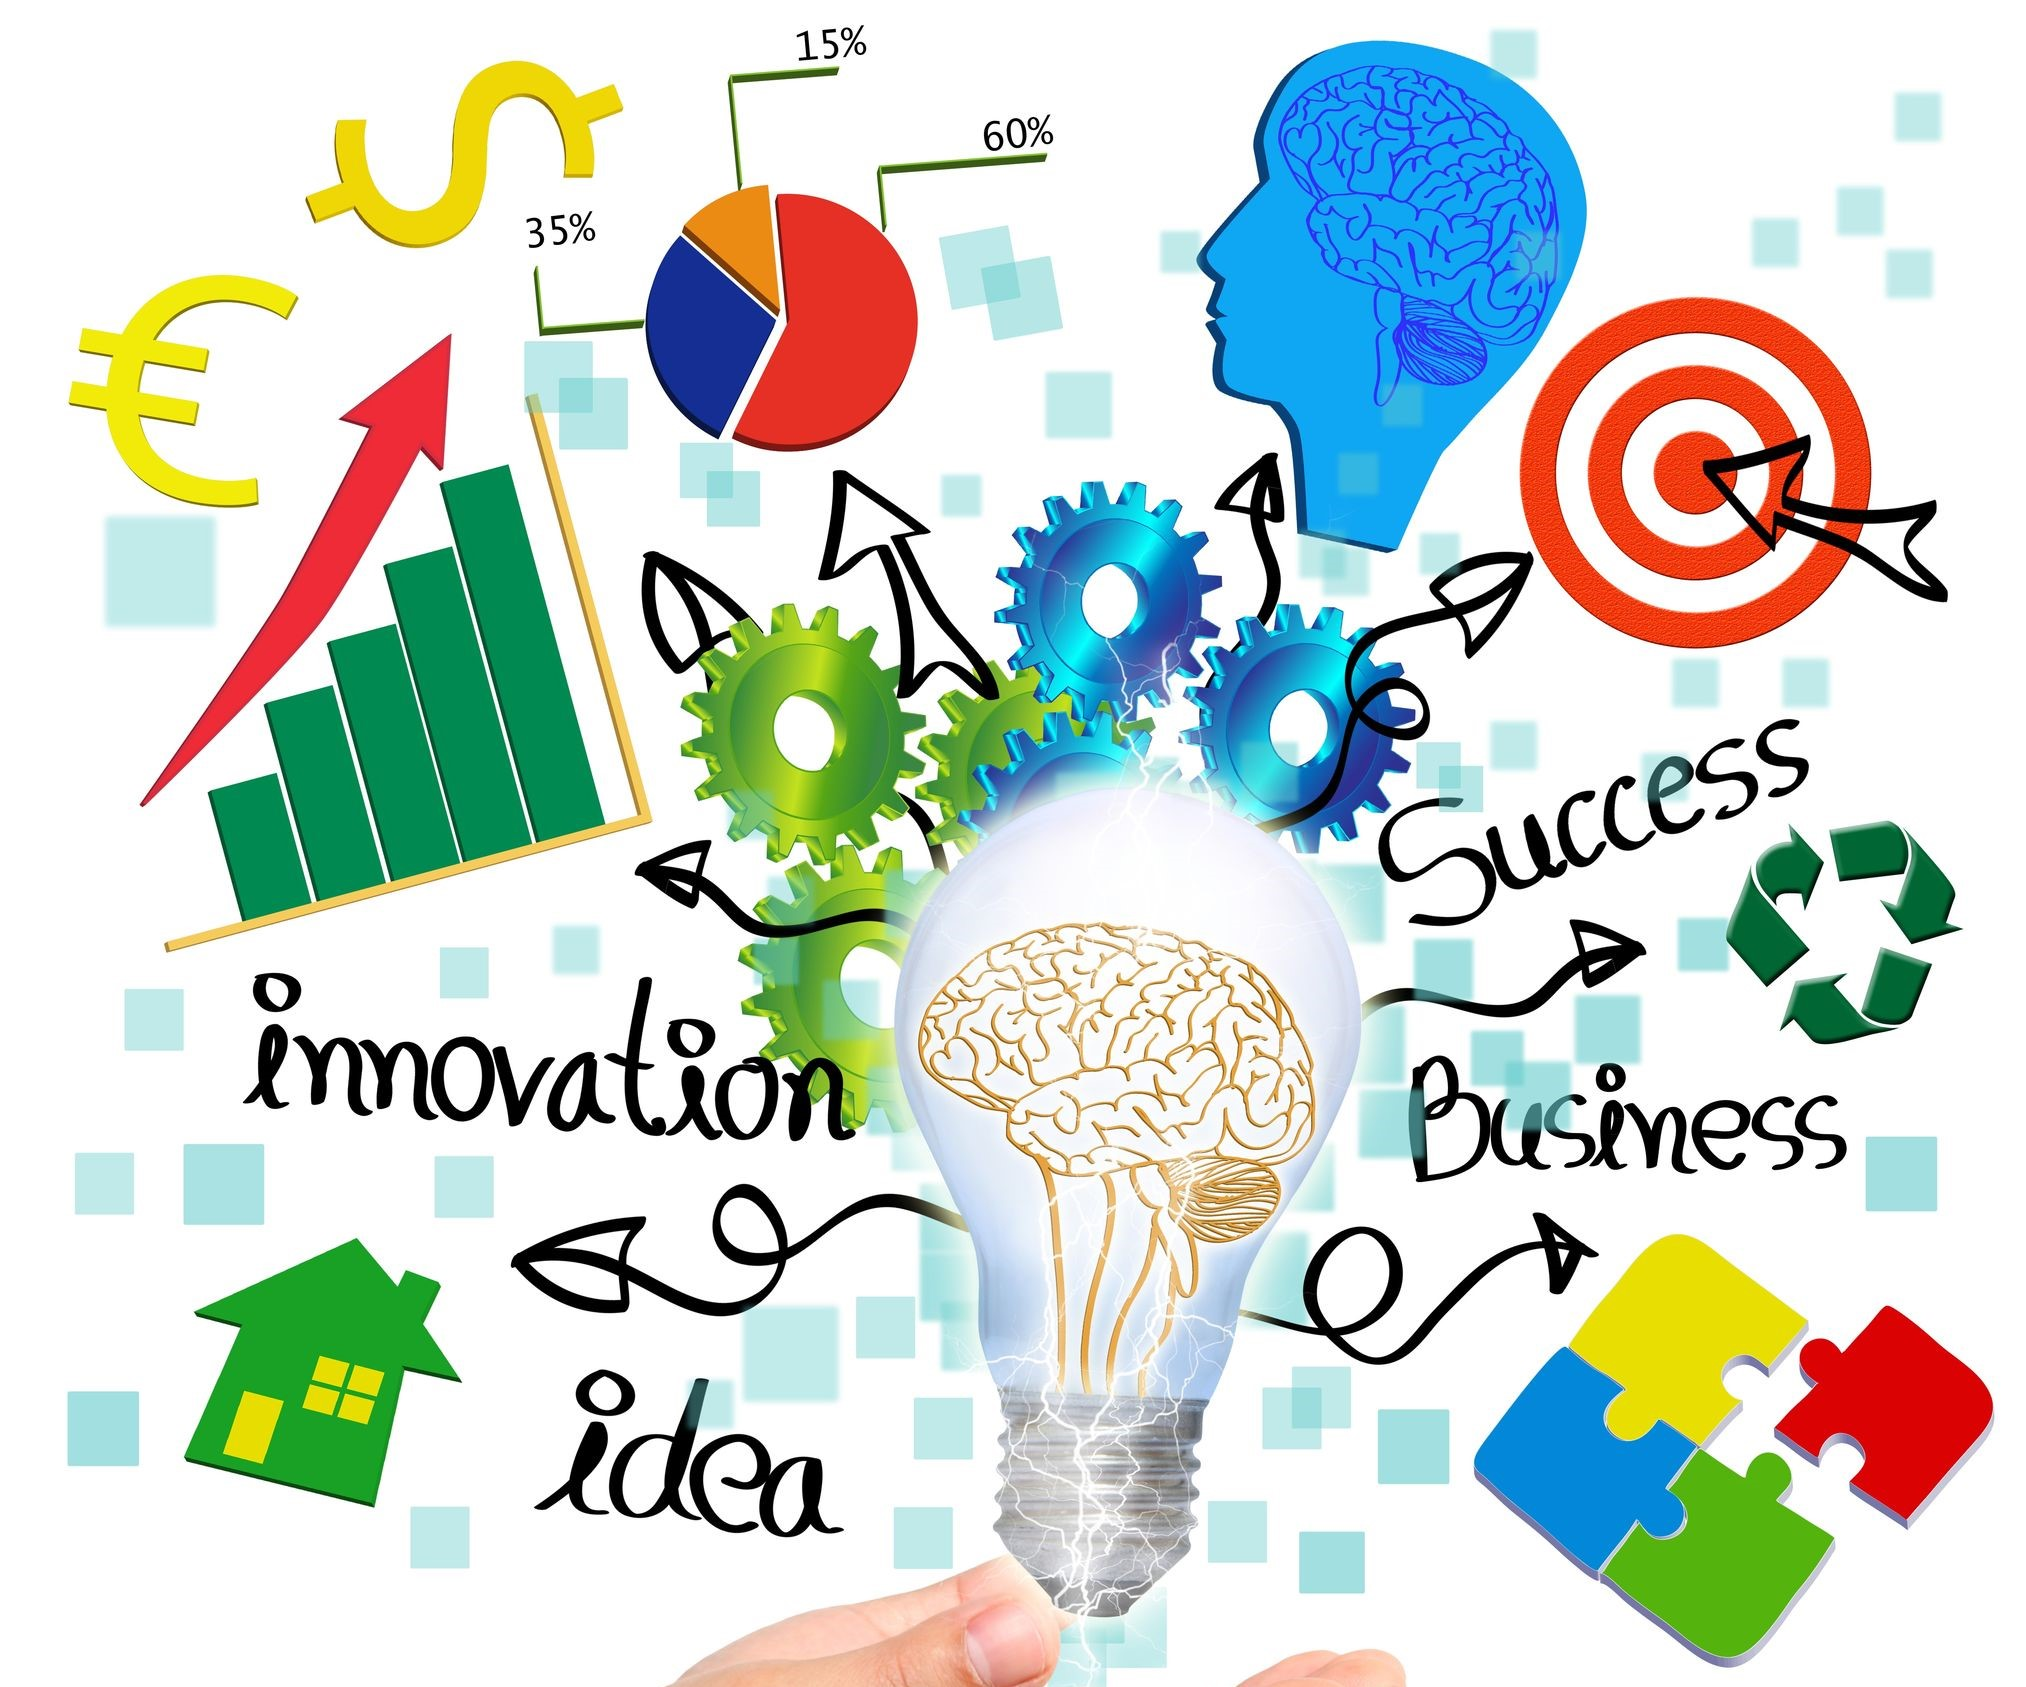 15%
60%
35%
Success
innovation
Business
idea